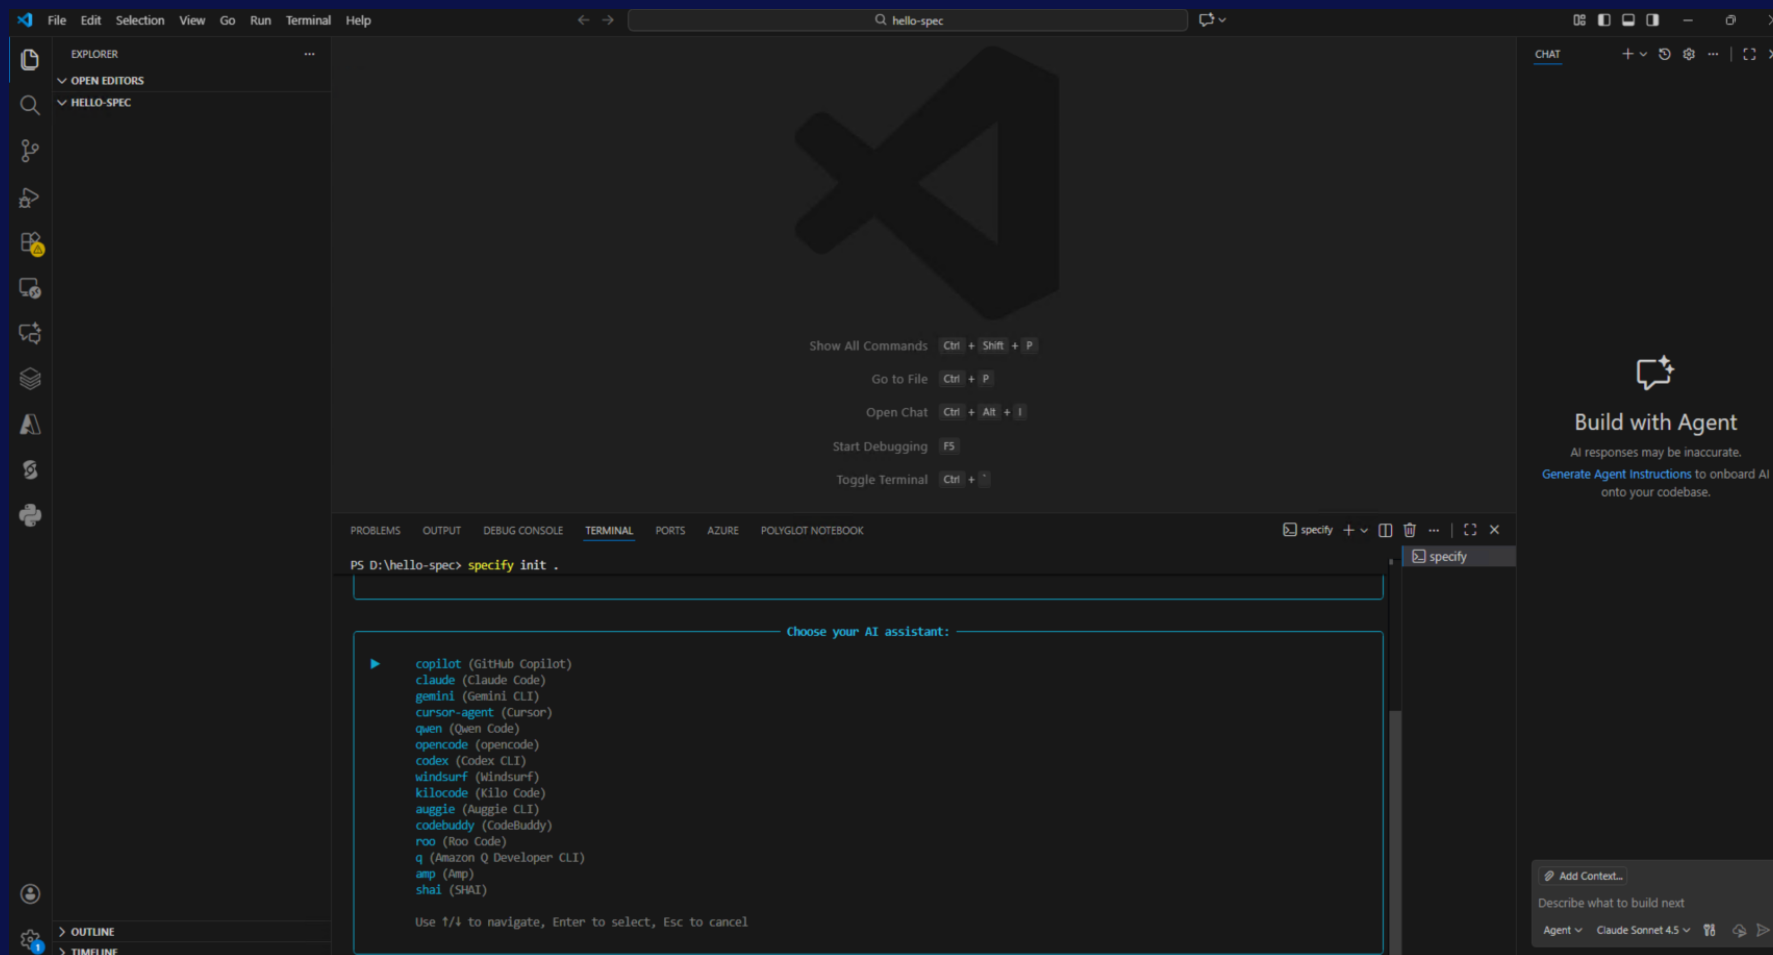 File Edit Selection View Go Run Terminal Help
hello-spec
EXPLORER
OPEN EDITORS
HELLO-SPEC
OUTLINE
TIMELINE
Show All Commands Ctrl + Shift + P
Go to File Ctrl + P
Open Chat Ctrl + Alt + I
Start Debugging F5
Toggle Terminal Ctrl + `
PROBLEMS OUTPUT DEBUG CONSOLE TERMINAL PORTS AZURE POLYGLOT NOTEBOOK
specify
specify
PS D:\hello-spec> specify init .
Choose your AI assistant:
copilot (GitHub Copilot)
claude (Claude Code)
gemini (Gemini CLI)
cursor-agent (Cursor)
qwen (Qwen Code)
opencode (opencode)
codex (Codex CLI)
windsurf (Windsurf)
kilocode (Kilo Code)
auggie (Auggie CLI)
codebuddy (CodeBuddy)
roo (Roo Code)
q (Amazon Q Developer CLI)
amp (Amp)
shai (SHAI)
Use ↑/↓ to navigate, Enter to select, Esc to cancel
CHAT
Build with Agent
AI responses may be inaccurate.
Generate Agent Instructions to onboard AI
onto your codebase.
Add Context...
Describe what to build next
Agent Claude Sonnet 4.5
1